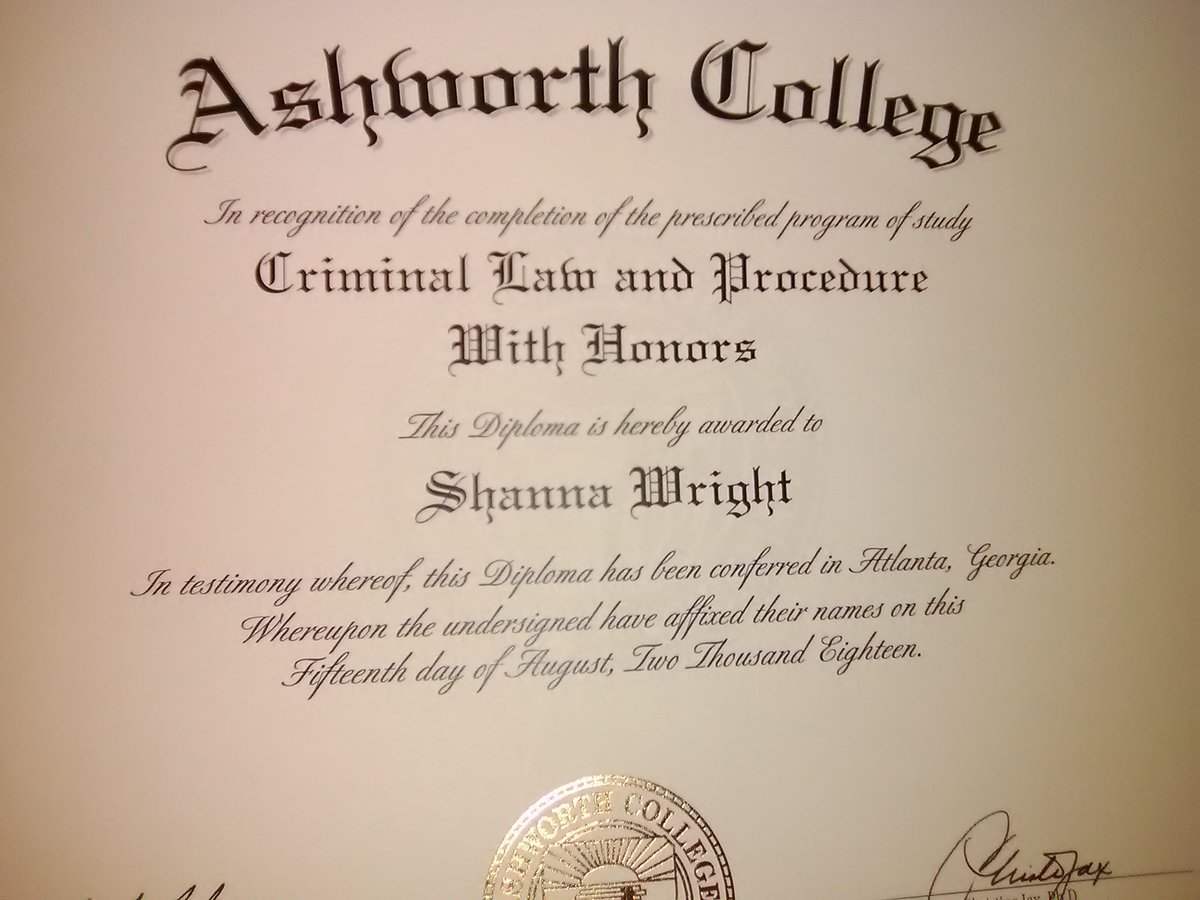 Ashworth College
In recognition of the completion of the prescribed program of study
Criminal Law and Procedure
With Honors
This Diploma is hereby awarded to
Shanna Wright
In testimony whereof, this Diploma has been conferred in Atlanta, Georgia.
Whereupon the undersigned have affixed their names on this
Fifteenth day of August, Two Thousand Eighteen.
ASHWORTH COLLEGE